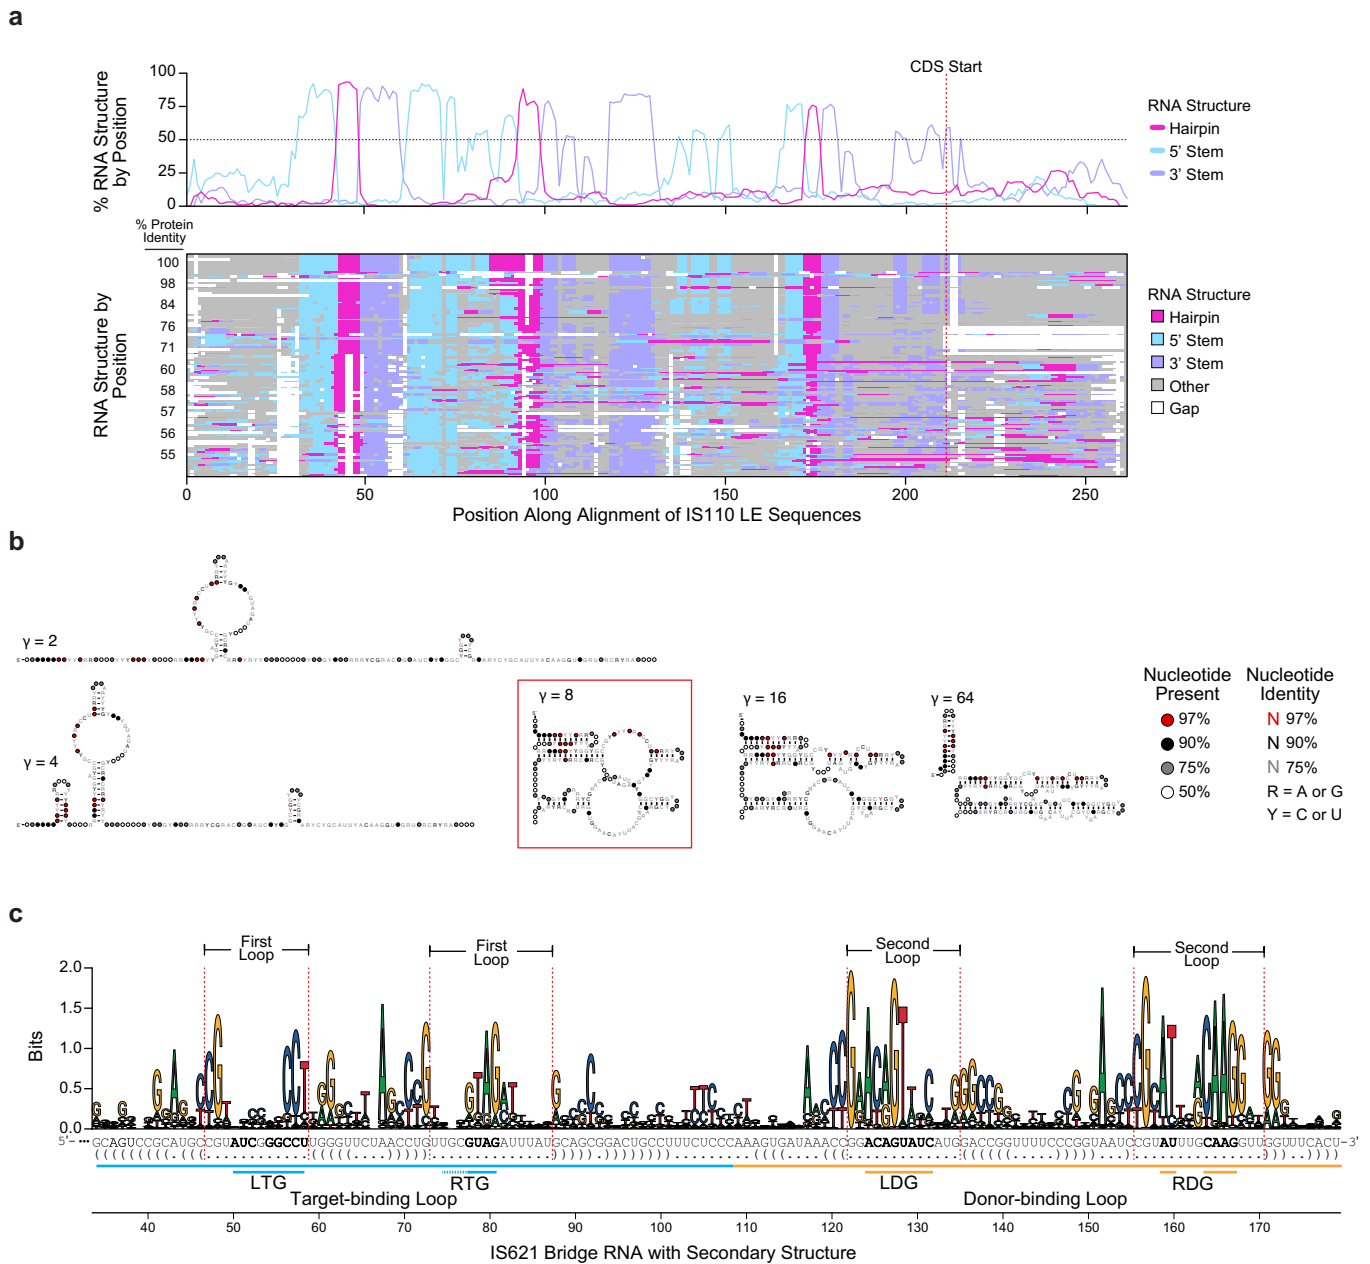 a
100
75
50
25
0
% RNA Structure
by Position
CDS Start
RNA Structure
Hairpin
5' Stem
3' Stem
% Protein
Identity
100
98
84
76
71
60
58
57
56
55
RNA Structure by
Position
RNA Structure
Hairpin
5' Stem
3' Stem
Other
Gap
0
50
100
150
200
250
Position Along Alignment of IS110 LE Sequences
b
γ = 2
γ = 4
γ = 8
γ = 16
γ = 64
Nucleotide
Present
97%
90%
75%
50%
Nucleotide
Identity
N 97%
N 90%
N 75%
R = A or G
Y = C or U
c
First
Loop
First
Loop
Second
Loop
Second
Loop
2.0
1.5
1.0
0.5
0.0
Bits
LTG
RTG
LDG
RDG
Target-binding Loop
Donor-binding Loop
40
50
60
70
80
90
100
110
120
130
140
150
160
170
IS621 Bridge RNA with Secondary Structure